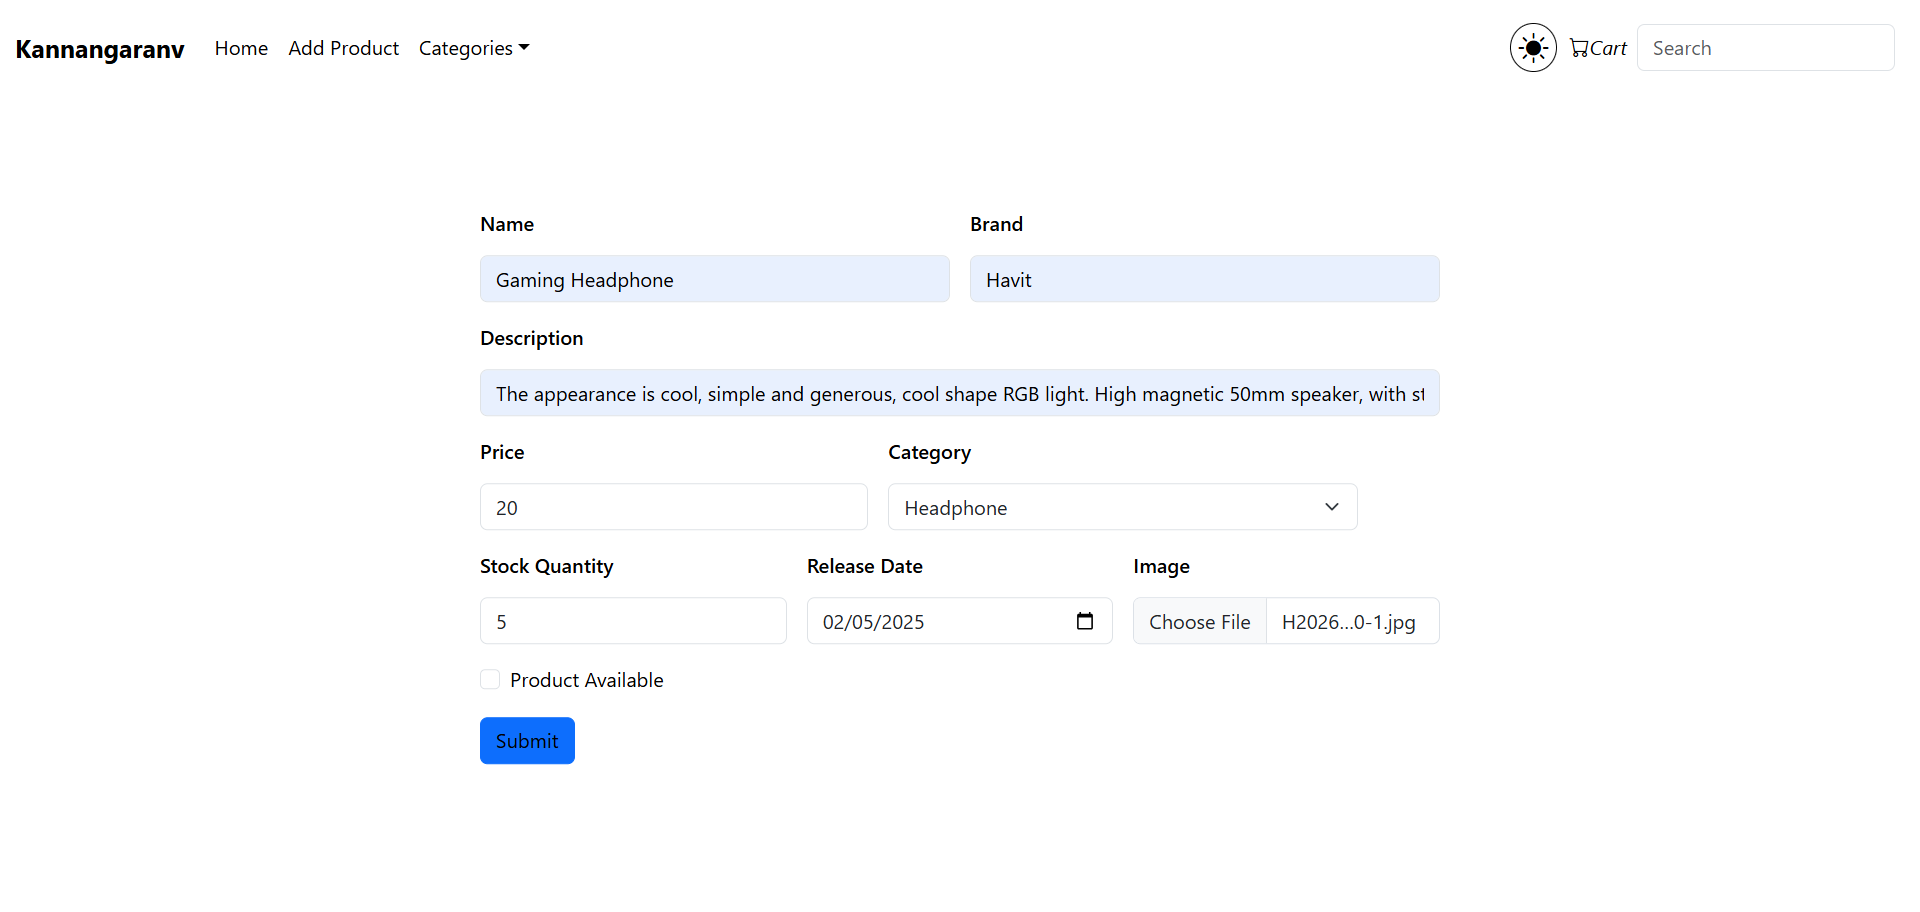 Kannangaranv Home Add Product Categories Cart Search
Name Brand
Gaming Headphone Havit
Description
The appearance is cool, simple and generous, cool shape RGB light. High magnetic 50mm speaker, with st
Price Category
20 Headphone
Stock Quantity Release Date Image
5 02/05/2025 Choose File H2026...0-1.jpg
Product Available
Submit